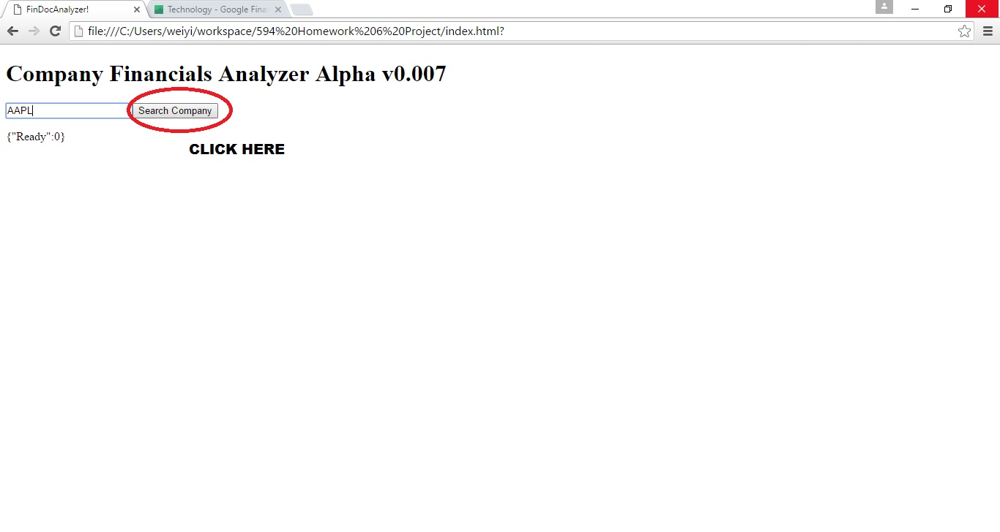 FinDocAnalyzer!
Technology - Google Fina
file:///C:/Users/weiyi/workspace/594%20Homework%206%20Project/index.html?
Company Financials Analyzer Alpha v0.007
AAPL
Search Company
{"Ready":0}
CLICK HERE